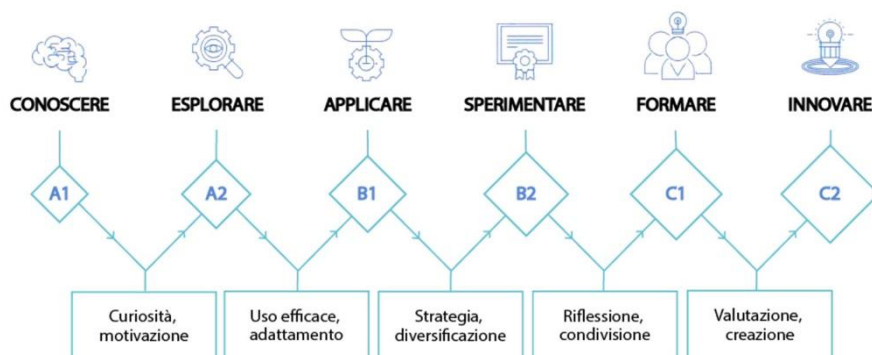 CONOSCERE
ESPLORARE
APPLICARE
SPERIMENTARE
FORMARE
INNOVARE
A1
A2
B1
B2
C1
C2
Curiosità,
motivazione
Uso efficace,
adattamento
Strategia,
diversificazione
Riflessione,
condivisione
Valutazione,
creazione